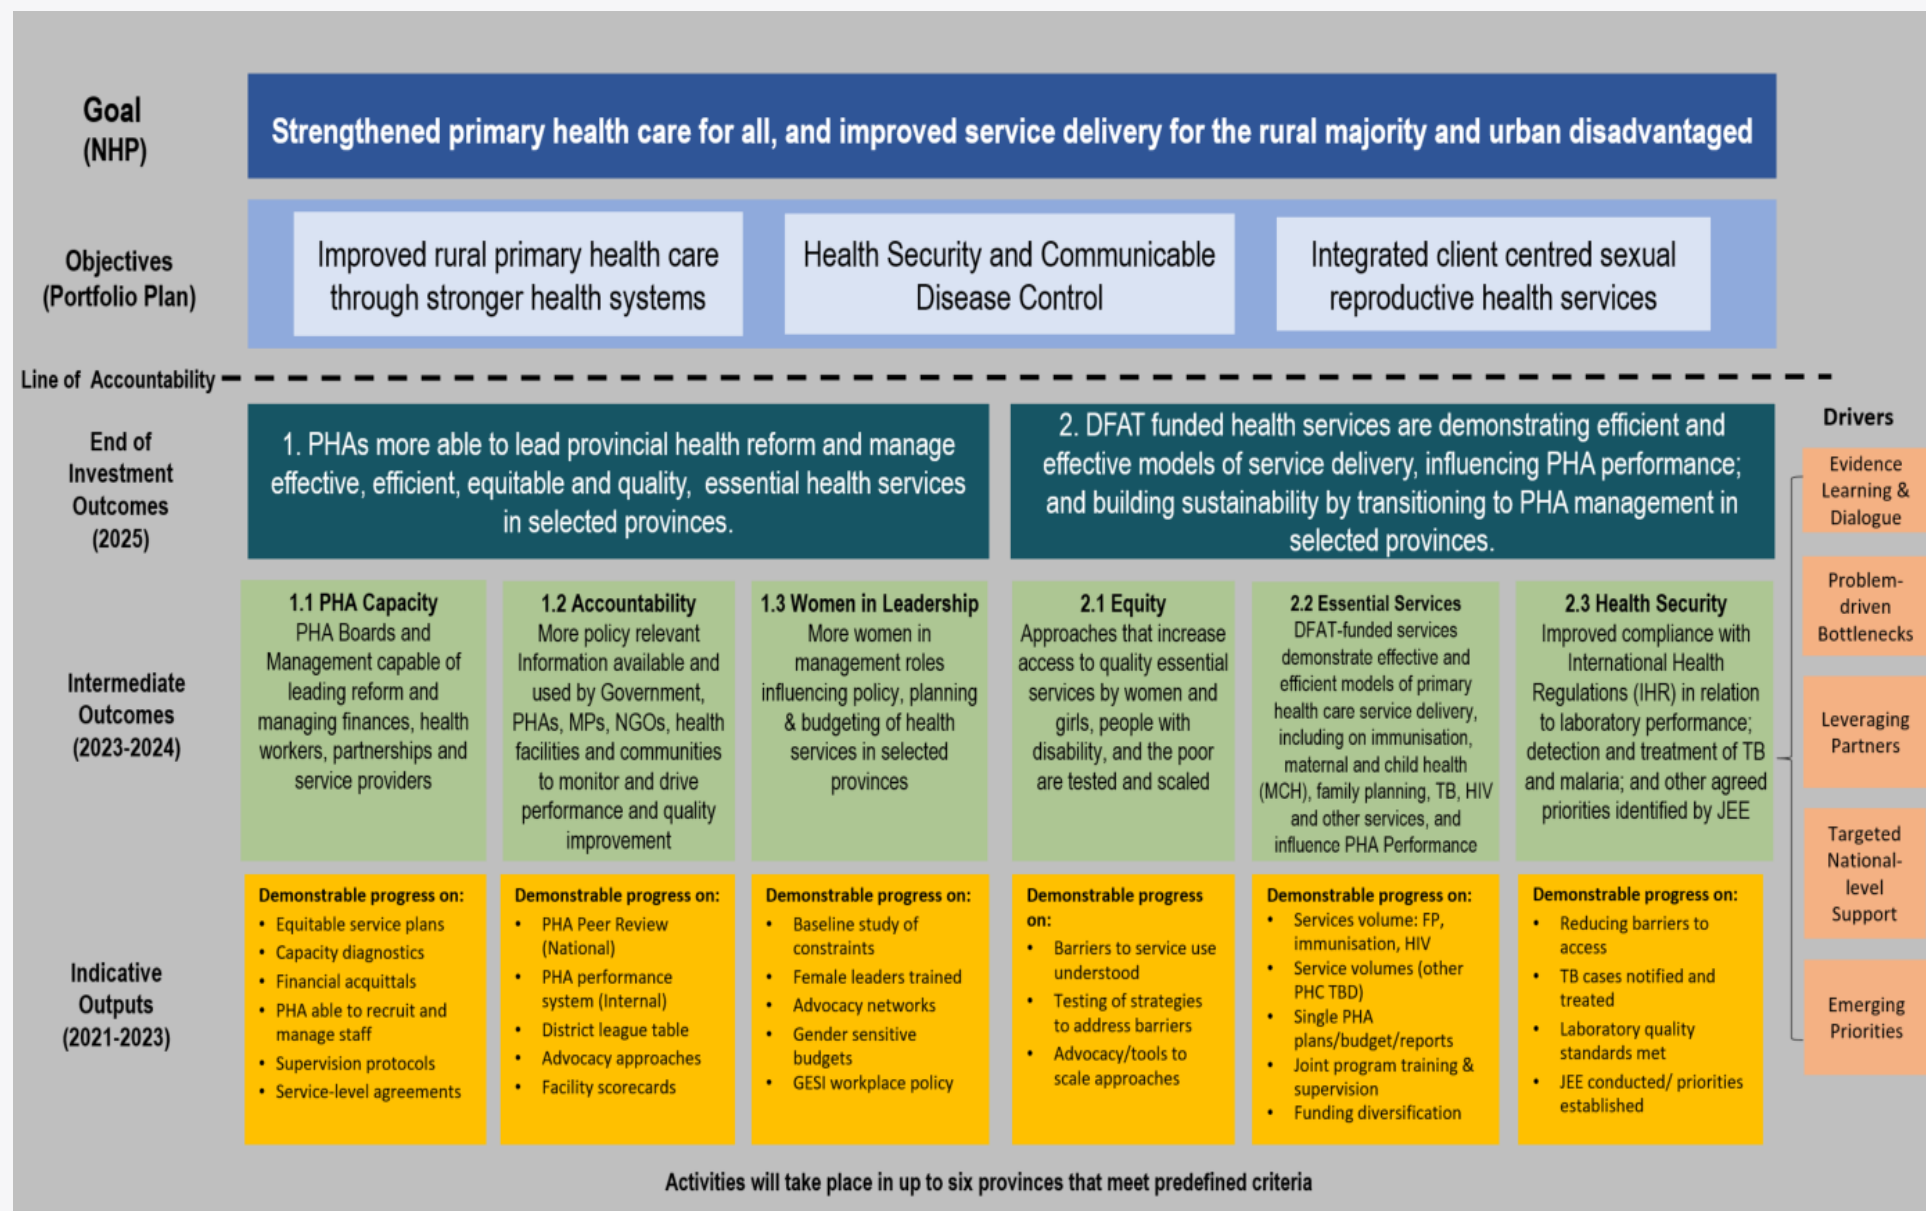 Goal
(NHP)
Strengthened primary health care for all, and improved service delivery for the rural majority and urban disadvantaged
Objectives
(Portfolio Plan)
Improved rural primary health care
through stronger health systems
Health Security and Communicable
Disease Control
Integrated client centred sexual
reproductive health services
Line of Accountability
End of
Investment
Outcomes
(2025)
1. PHAs more able to lead provincial health reform and manage
effective, efficient, equitable and quality, essential health services
in selected provinces.
2. DFAT funded health services are demonstrating efficient and
effective models of service delivery, influencing PHA performance;
and building sustainability by transitioning to PHA management in
selected provinces.
Intermediate
Outcomes
(2023-2024)
1.1 PHA Capacity
PHA Boards and
Management capable of
leading reform and
managing finances, health
workers, partnerships and
service providers
1.2 Accountability
More policy relevant
Information available and
used by Government,
PHAs, MPs, NGOs, health
facilities and communities
to monitor and drive
performance and quality
improvement
1.3 Women in Leadership
More women in
management roles
influencing policy, planning
& budgeting of health
services in selected
provinces
2.1 Equity
Approaches that increase
access to quality essential
services by women and
girls, people with
disability, and the poor
are tested and scaled
2.2 Essential Services
DFAT-funded services
demonstrate effective and
efficient models of primary
health care service delivery,
including on immunisation,
maternal and child health
(MCH), family planning, TB, HIV
and other services, and
influence PHA Performance
2.3 Health Security
Improved compliance with
International Health
Regulations (IHR) in relation
to laboratory performance;
detection and treatment of TB
and malaria; and other agreed
priorities identified by JEE
Indicative
Outputs
(2021-2023)
Demonstrable progress on:
• Equitable service plans
• Capacity diagnostics
• Financial acquittals
• PHA able to recruit and
manage staff
• Supervision protocols
• Service-level agreements
Demonstrable progress on:
• PHA Peer Review
(National)
• PHA performance
system (Internal)
• District league table
• Advocacy approaches
• Facility scorecards
Demonstrable progress on:
• Baseline study of
constraints
• Female leaders trained
• Advocacy networks
• Gender sensitive
budgets
• GESI workplace policy
Demonstrable progress
on:
• Barriers to service use
understood
• Testing of strategies
to address barriers
• Advocacy/tools to
scale approaches
Demonstrable progress on:
• Services volume: FP,
immunisation, HIV
• Service volumes (other
PHC TBD)
• Single PHA
plans/budget/reports
• Joint program training &
supervision
• Funding diversification
Demonstrable progress on:
• Reducing barriers to
access
• TB cases notified and
treated
• Laboratory quality
standards met
• JEE conducted/ priorities
established
Drivers
Evidence
Learning &
Dialogue
Problem-
driven
Bottlenecks
Leveraging
Partners
Targeted
National-
level
Support
Emerging
Priorities
Activities will take place in up to six provinces that meet predefined criteria